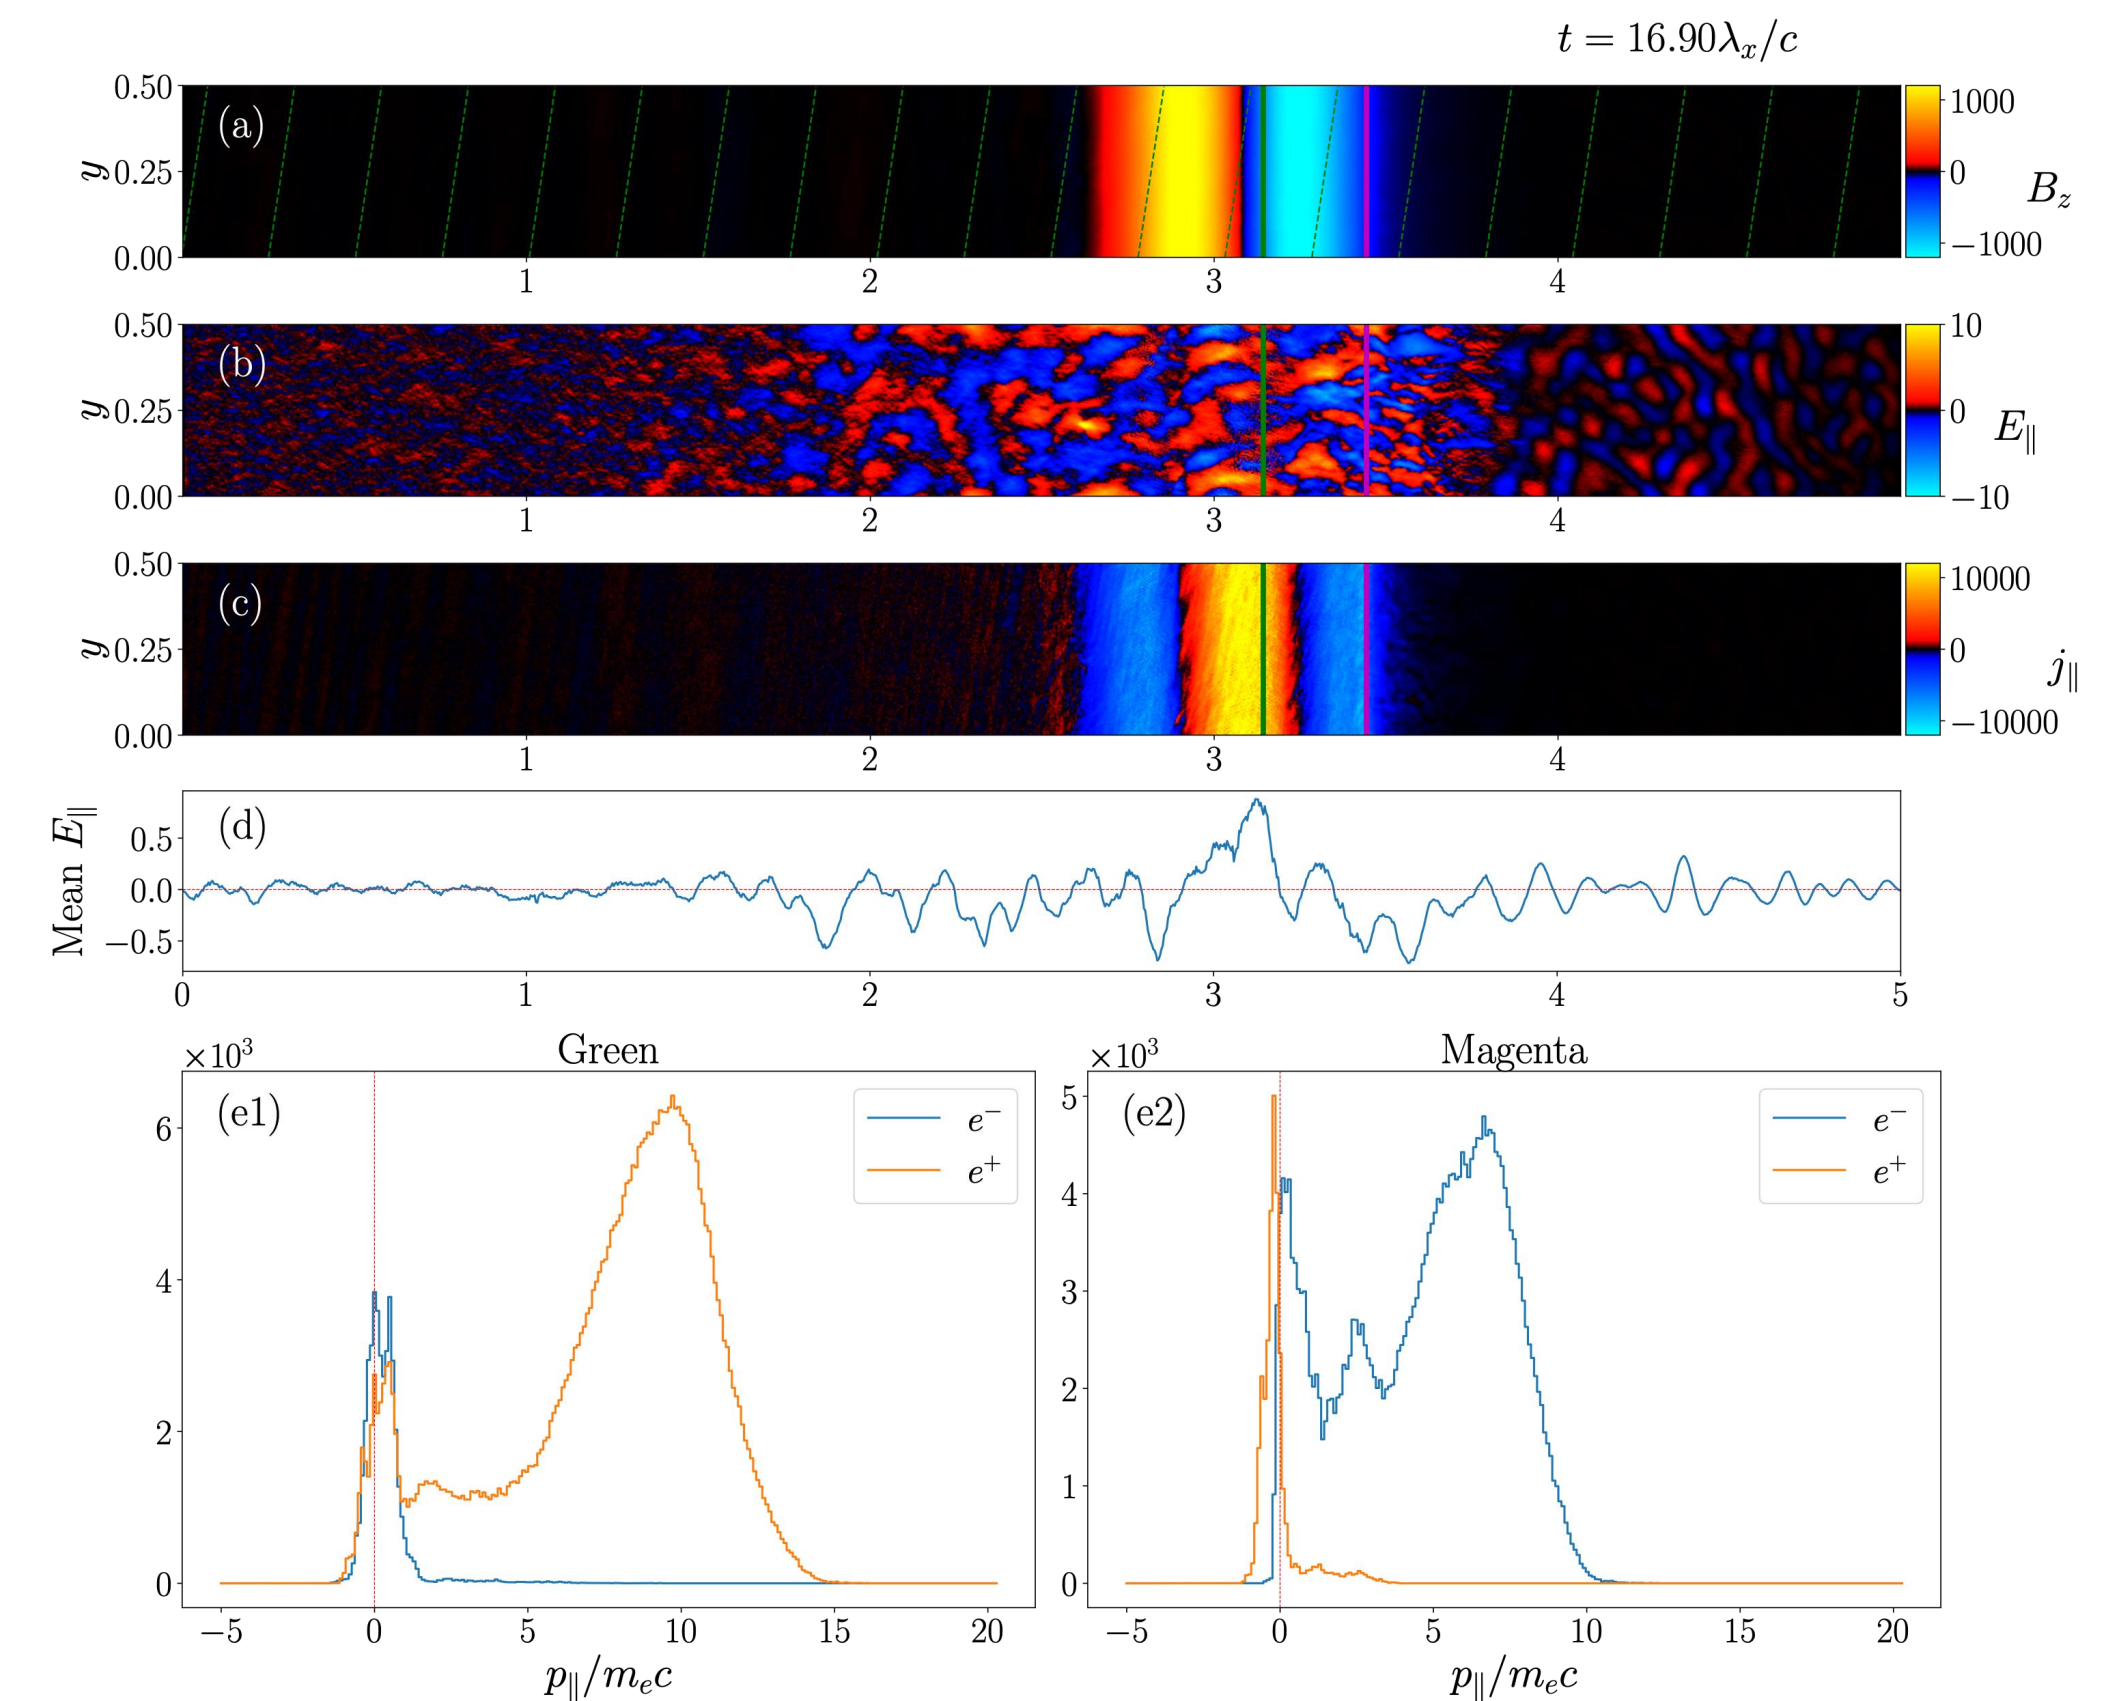 t = 16.90λₓ/c
(a)
0.50
0.25
0.00
y
1 2 3 4
1000
0
−1000
B_z
(b)
0.50
0.25
0.00
y
1 2 3 4
10
0
−10
E_∥
(c)
0.50
0.25
0.00
y
1 2 3 4
10000
0
−10000
j_∥
(d)
Mean E_∥
0.5
0.0
−0.5
0 1 2 3 4 5
Green
×10³
(e1)
e⁻
e⁺
6
4
2
0
−5 0 5 10 15 20
p_∥/mₑc
Magenta
×10³
(e2)
e⁻
e⁺
5
4
3
2
1
0
−5 0 5 10 15 20
p_∥/mₑc